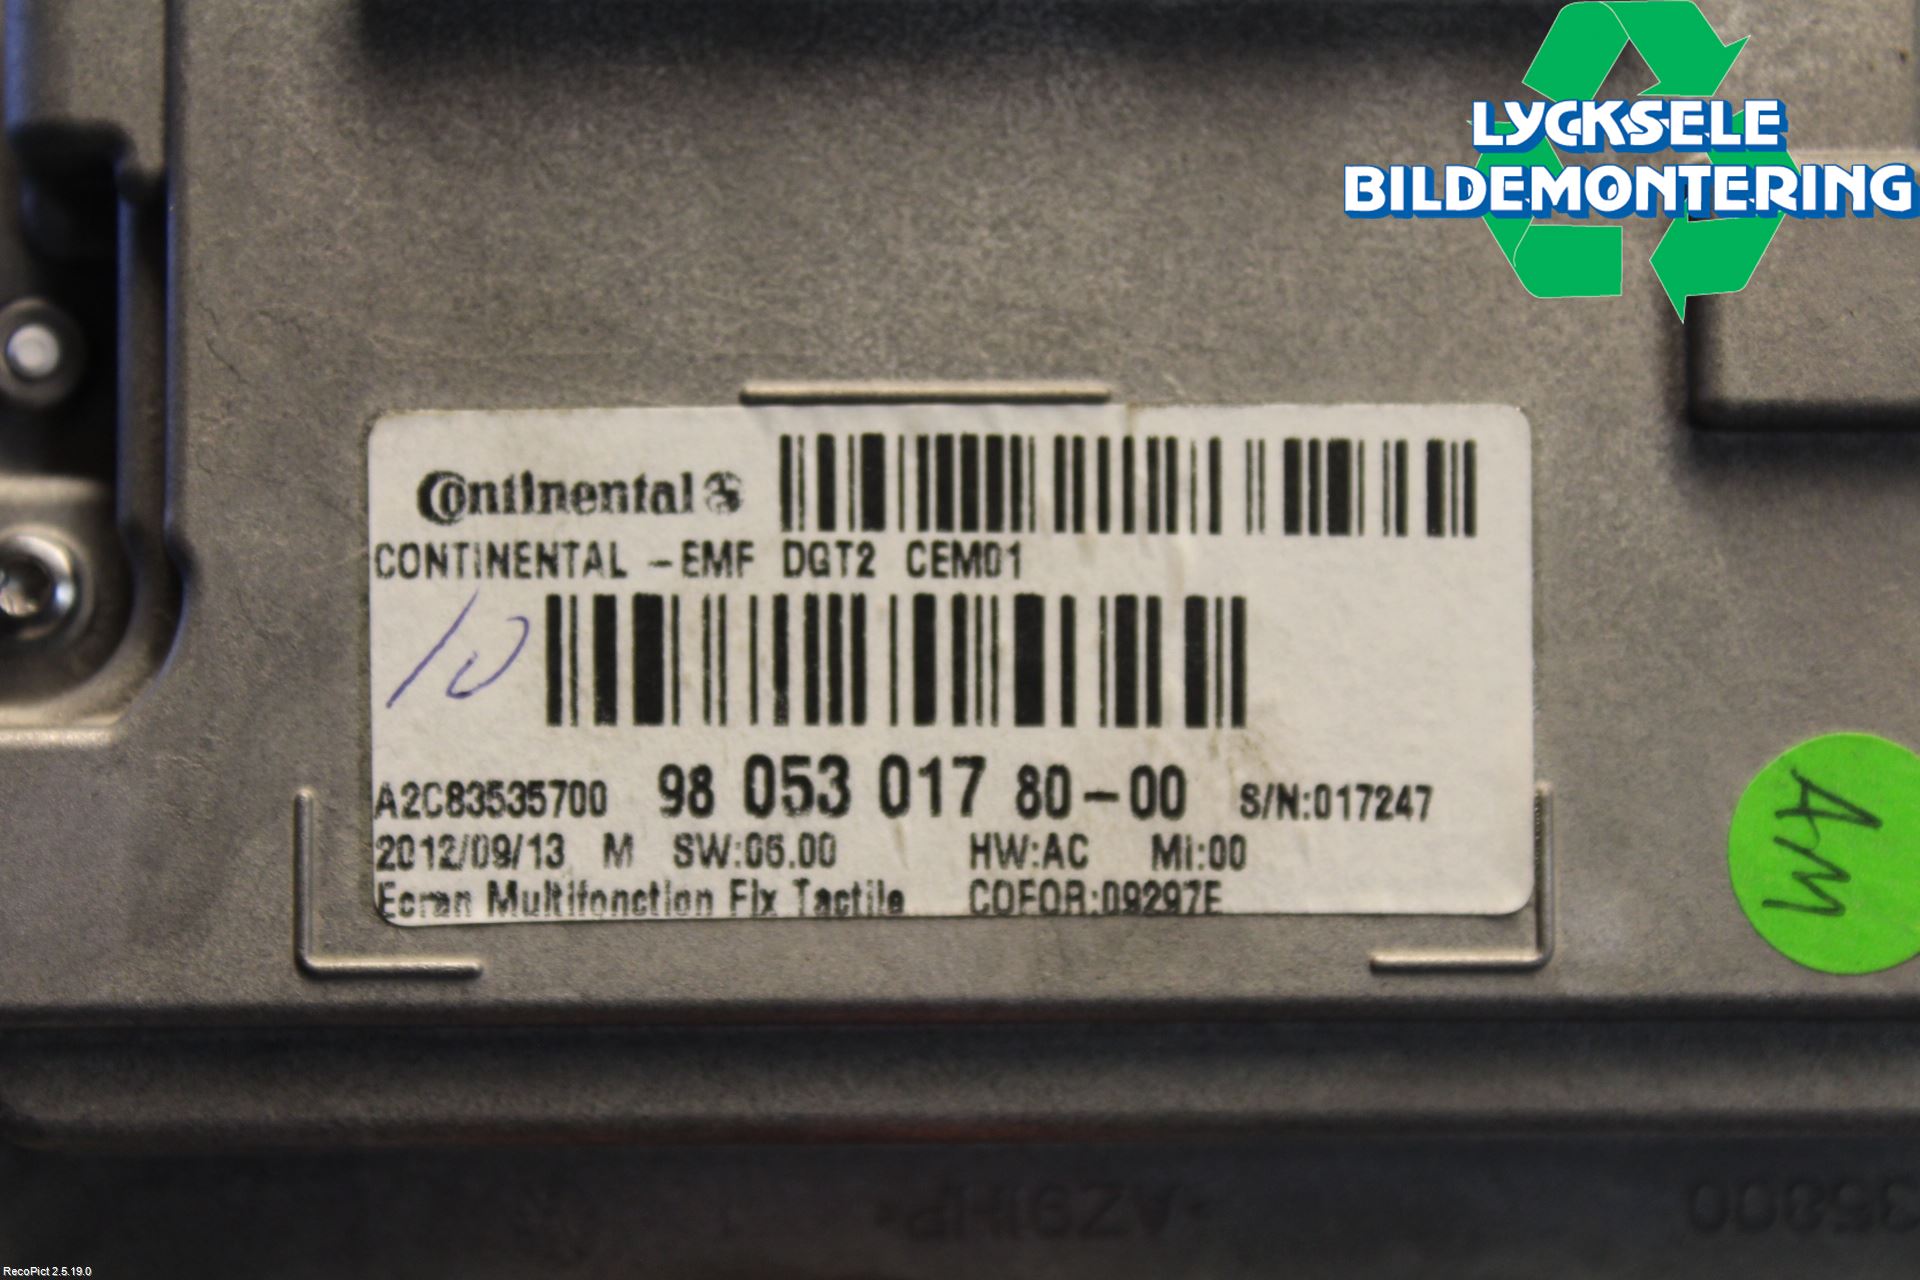 LYCKSELE
BILDEMONTERING
Continental
CONTINENTAL -EMF DGT2 CEM01
10
A2C83535700 98 053 017 80-00 S/N:017247
2012/09/13 M SW:06.00 HW:AC MI:00
Ecran Multifonction Fix Tactile COFOR:09297E
AM
RecoPict 2.5.19.0